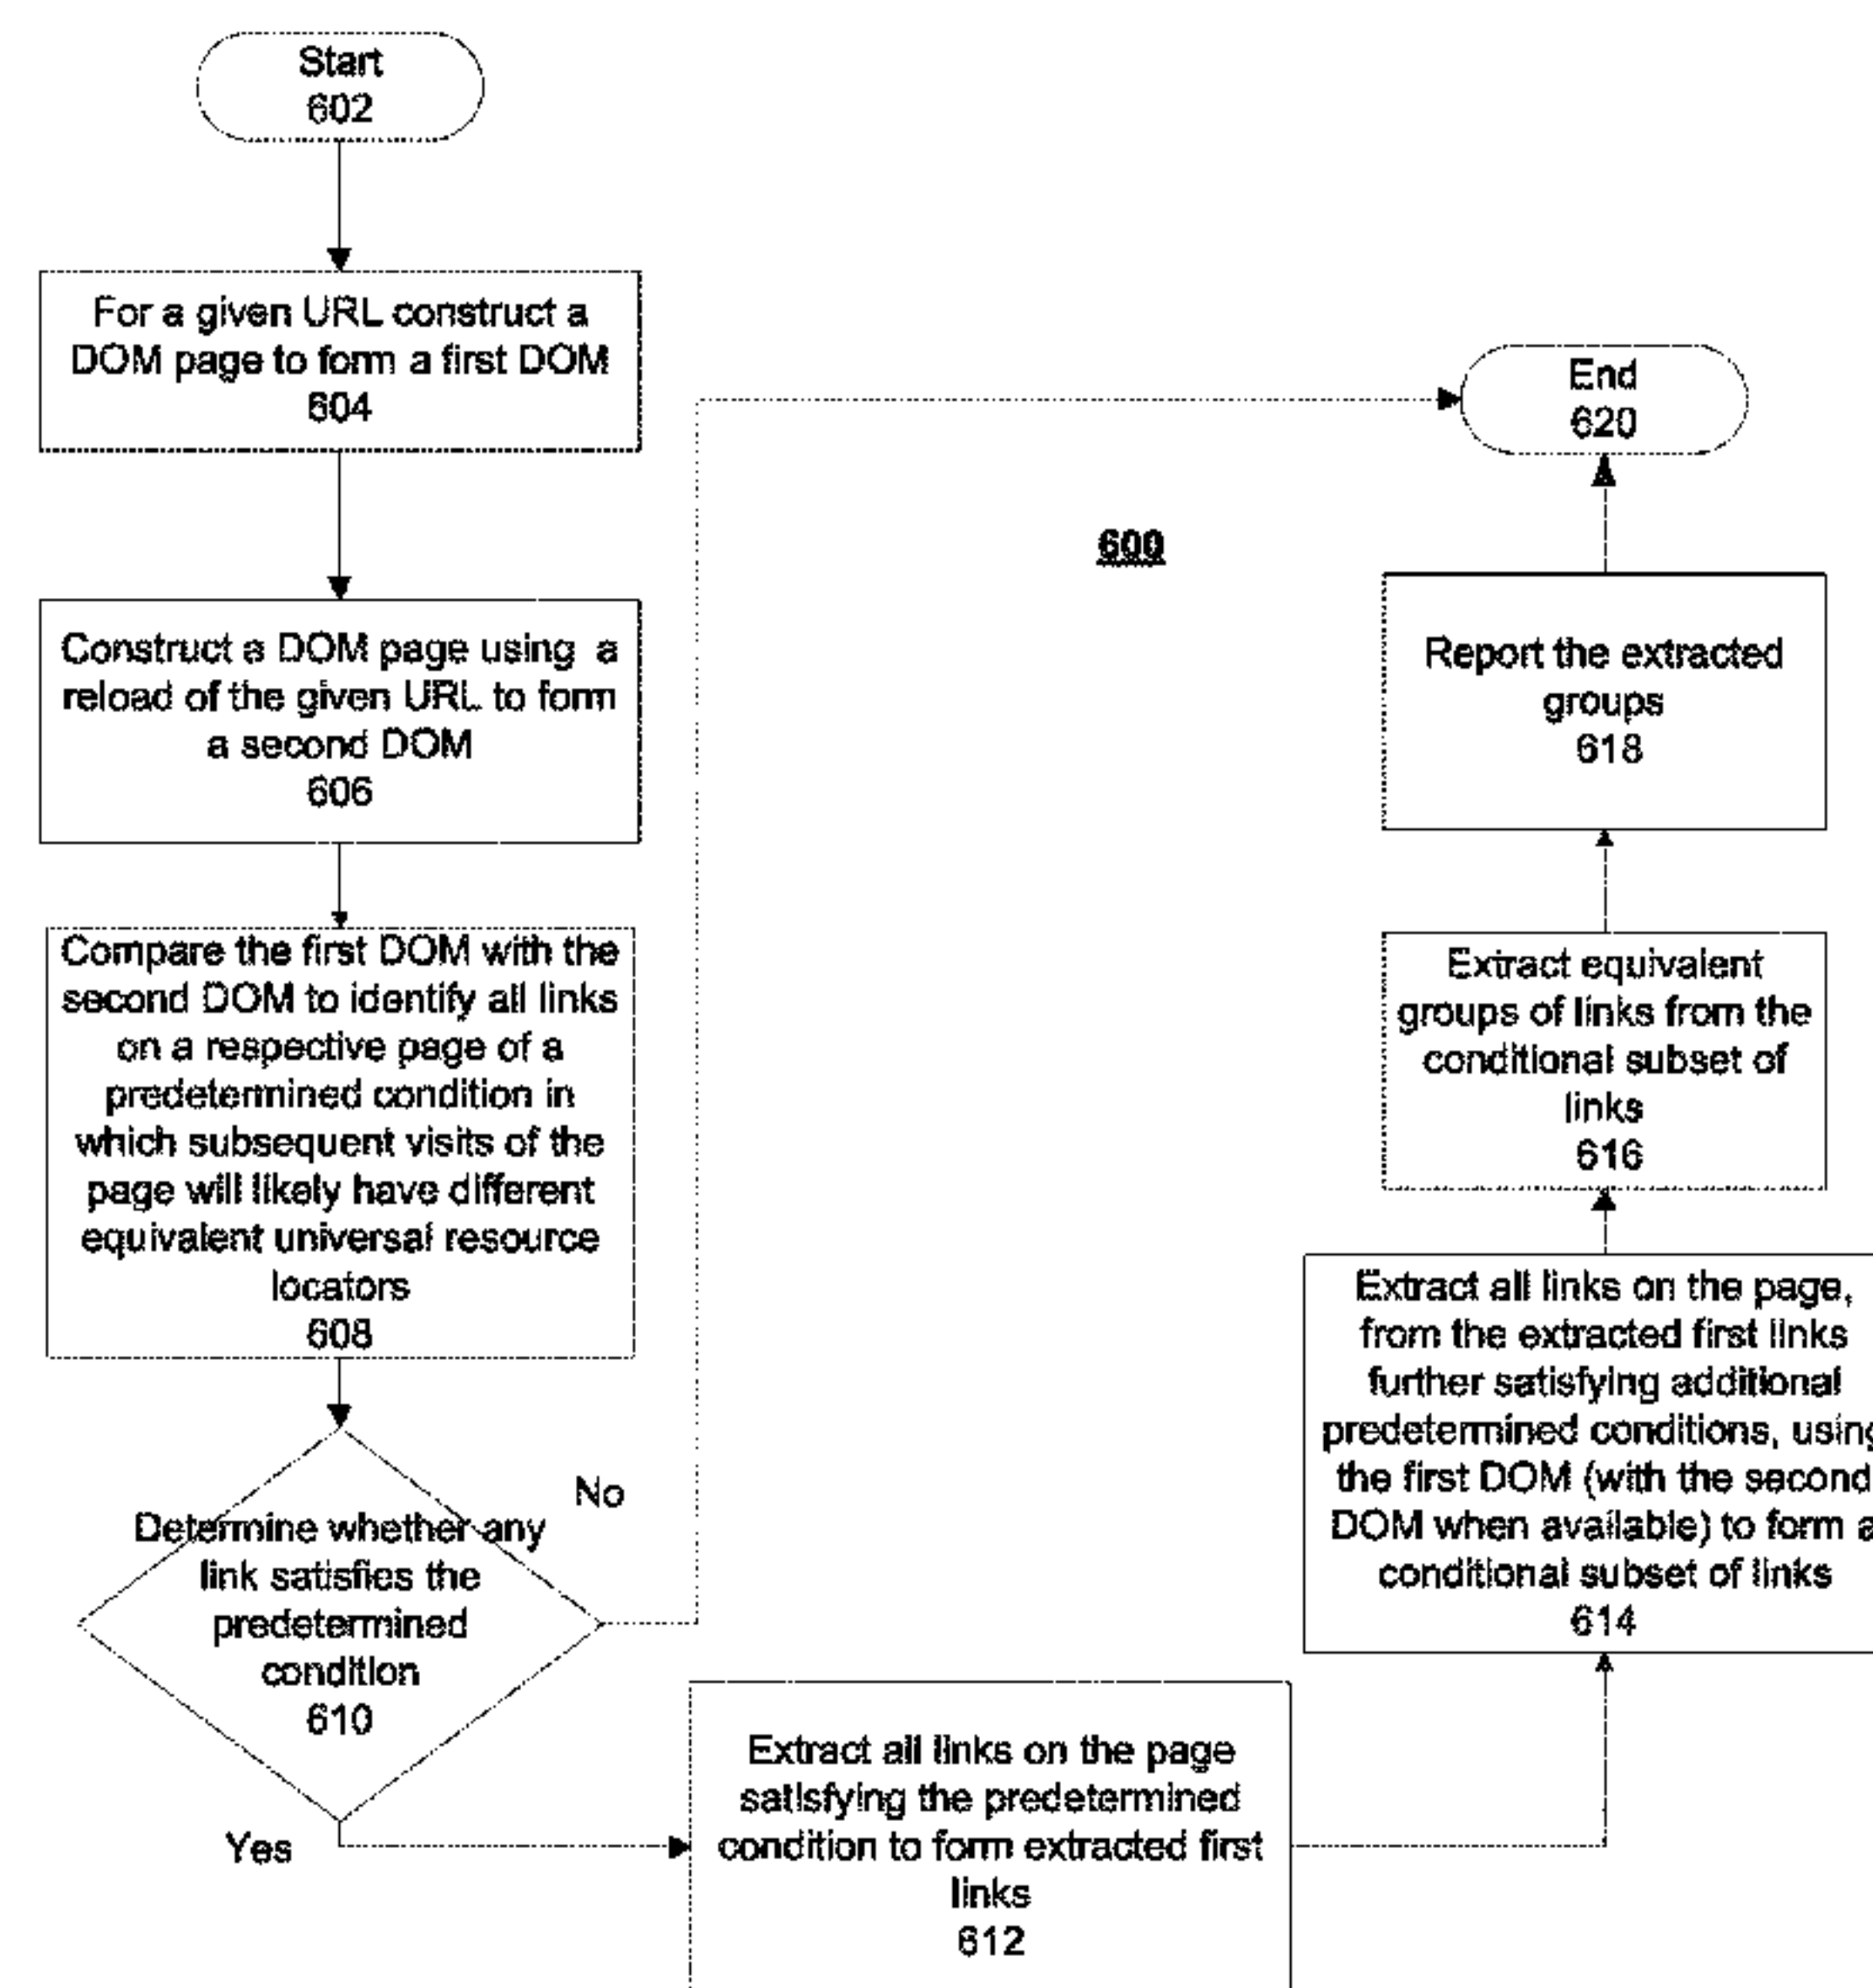 Start
602
For a given URL construct a
DOM page to form a first DOM
604
Construct a DOM page using a
reload of the given URL to form
a second DOM
606
Compare the first DOM with the
second DOM to identify all links
on a respective page of a
predetermined condition in
which subsequent visits of the
page will likely have different
equivalent universal resource
locators
608
Determine whether any
link satisfies the
predetermined
condition
610
No
Yes
Extract all links on the page
satisfying the predetermined
condition to form extracted first
links
612
Extract all links on the page,
from the extracted first links
further satisfying additional
predetermined conditions, using
the first DOM (with the second
DOM when available) to form a
conditional subset of links
614
Extract equivalent
groups of links from the
conditional subset of
links
616
Report the extracted
groups
618
End
620
600